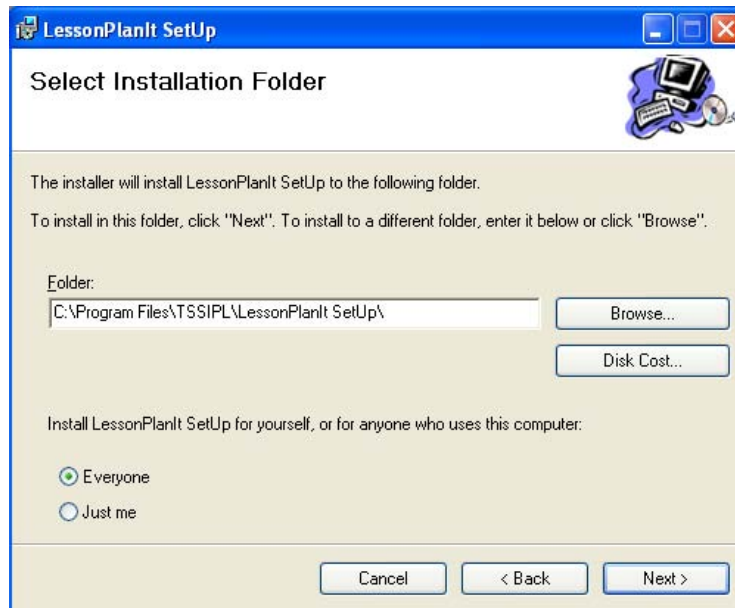 LessonPlanIt SetUp
Select Installation Folder
The installer will install LessonPlanIt SetUp to the following folder.
To install in this folder, click "Next". To install to a different folder, enter it below or click "Browse".
Folder:
C:\Program Files\TSSIPL\LessonPlanIt SetUp\
Browse...
Disk Cost...
Install LessonPlanIt SetUp for yourself, or for anyone who uses this computer:
Everyone
Just me
Cancel
< Back
Next >